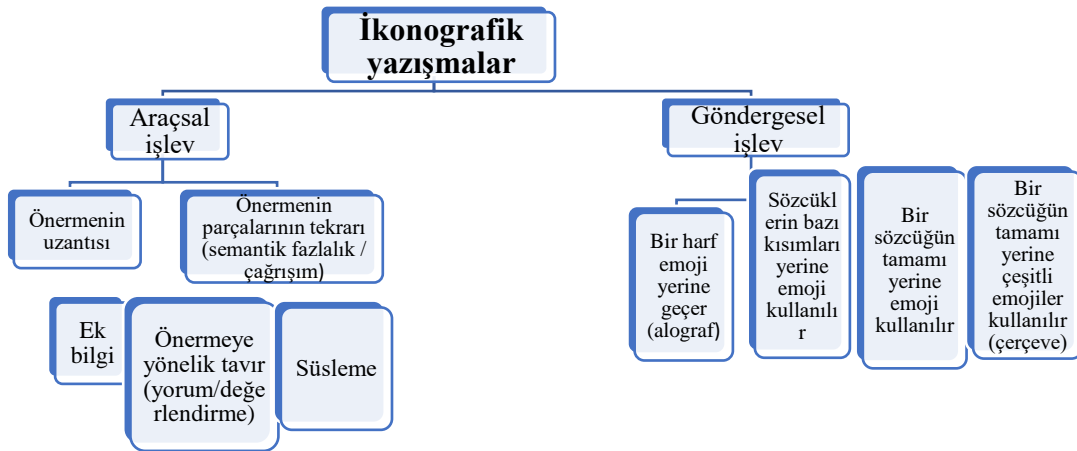 İkonografik
yazışmalar
Araçsal
işlev
Göndergesel
işlev
Önermenin
uzantısı
Önermenin
parçalarının tekrarı
(semantik fazlalık /
çağrışım)
Ek
bilgi
Önermeye
yönelik tavır
(yorum/değe
rlendirme)
Süsleme
Bir harf
emoji
yerine
geçer
(alograf)
Sözcükl
erin bazı
kısımları
yerine
emoji
kullanılı
r
Bir
sözcüğün
tamamı
yerine
emoji
kullanılır
Bir
sözcüğün
tamamı
yerine
çeşitli
emojiler
kullanılır
(çerçeve)